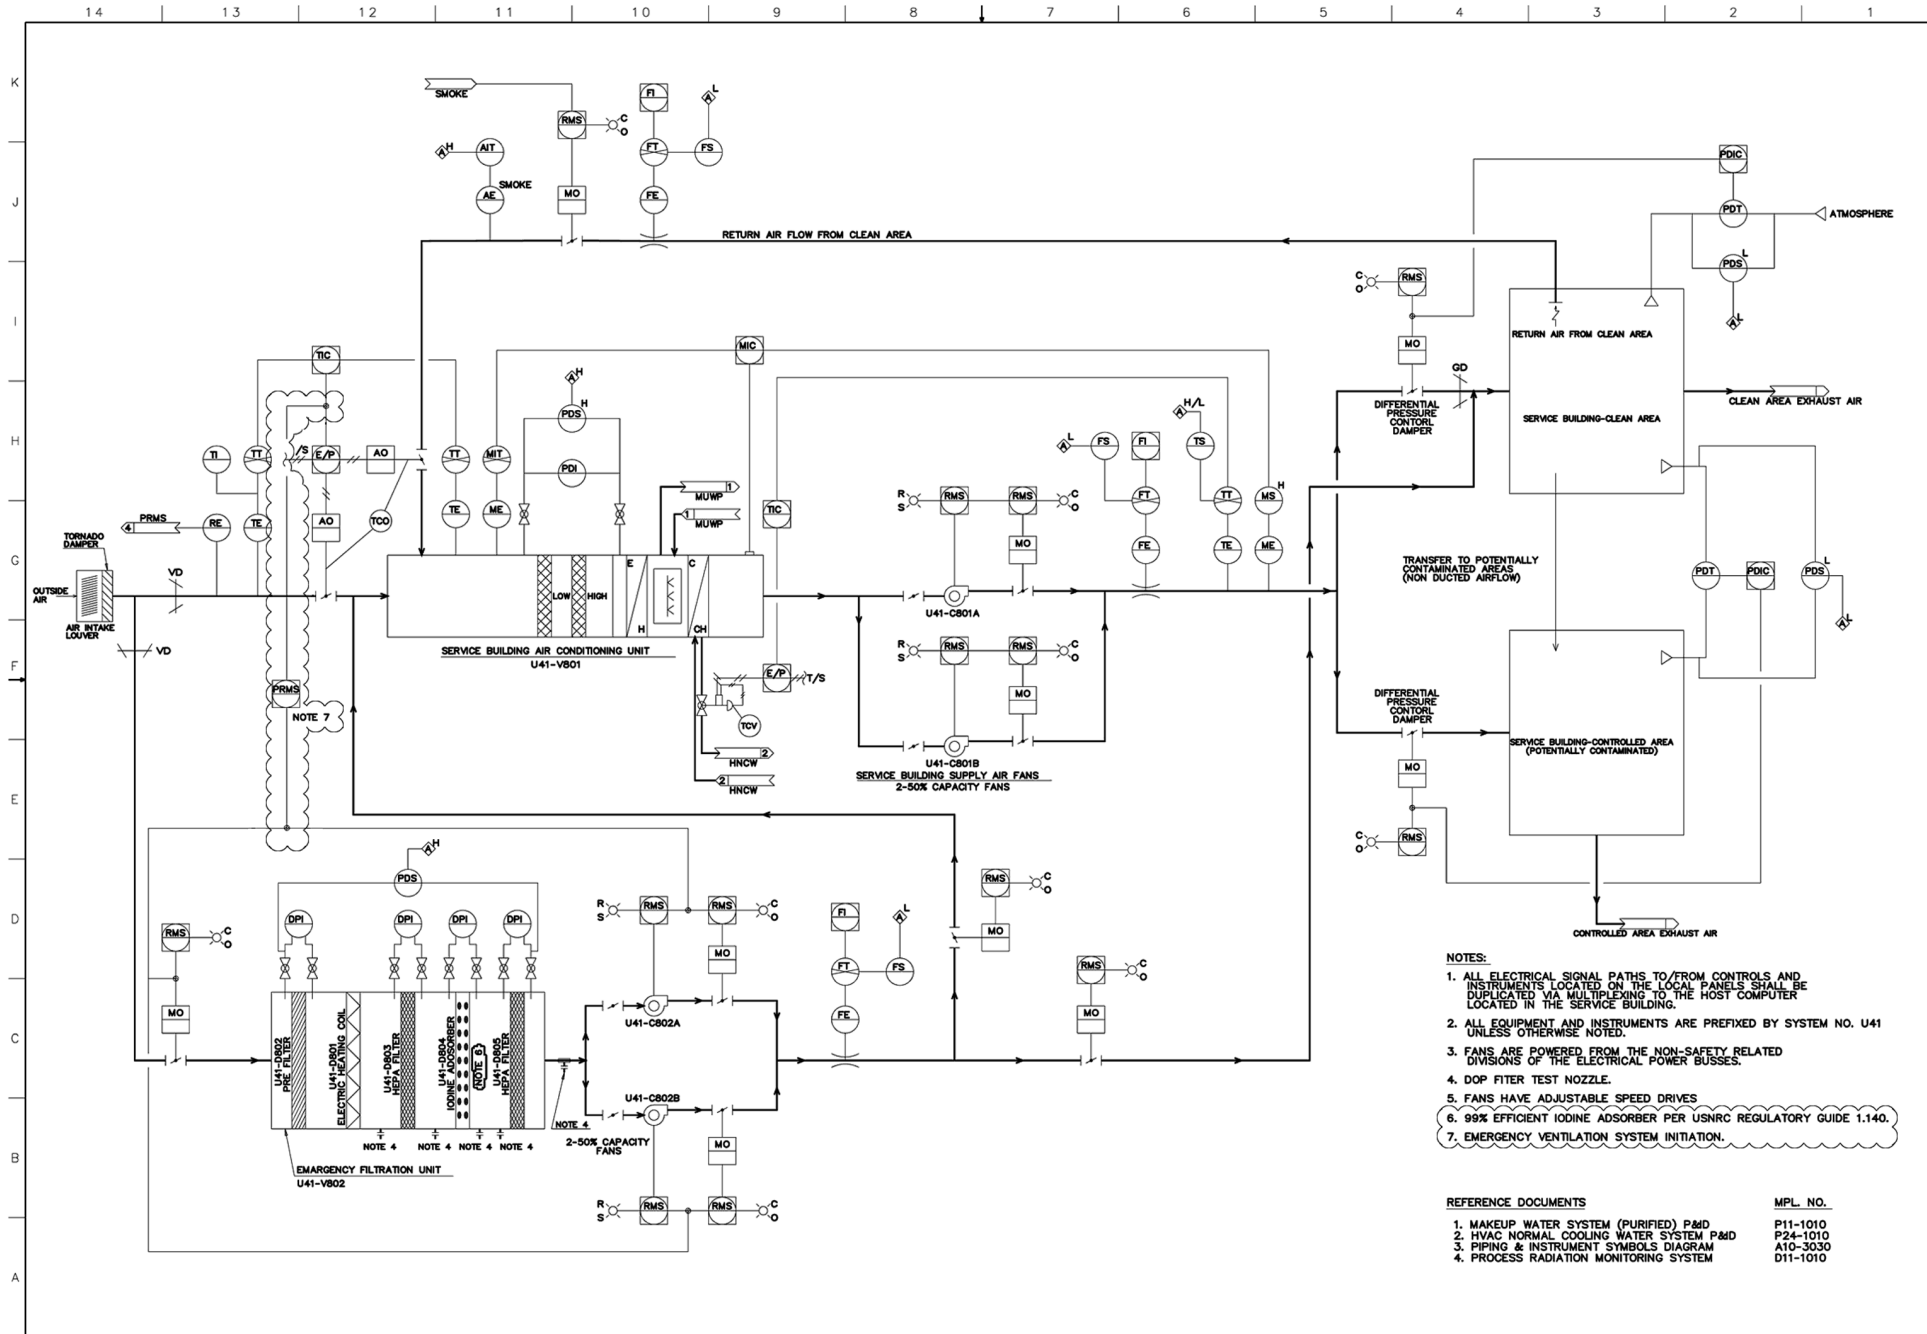 14 13 12 11 10 9 8 7 6 5 4 3 2 1
K
J
I
H
G
F
E
D
C
B
A
SMOKE
RMS
C
O
FI
L
A
H
A
AIT
FT
FS
AE
SMOKE
MO
FE
RETURN AIR FLOW FROM CLEAN AREA
PDIC
PDT
ATMOSPHERE
PDS
L
A
L
C
O
RMS
MO
RETURN AIR FROM CLEAN AREA
GD
DIFFERENTIAL
PRESSURE
CONTORL
DAMPER
SERVICE BUILDING-CLEAN AREA
CLEAN AREA EXHAUST AIR
TIC
MIC
A
H
PDS
H
PDI
TI
TT
/S
E/P
AO
TT
MIT
PRMS
4
RE
TE
AO
TCO
TE
ME
MUWP
1
1
MUWP
TIC
TORNADO
DAMPER
OUTSIDE
AIR
AIR INTAKE
LOUVER
VD
VD
LOW
HIGH
E
H
C
CH
SERVICE BUILDING AIR CONDITIONING UNIT
U41-V801
E/P
T/S
TCV
HNCW
2
2
HNCW
PRMS
NOTE 7
R
S
RMS
RMS
C
O
MO
U41-C801A
R
S
RMS
RMS
C
O
MO
U41-C801B
SERVICE BUILDING SUPPLY AIR FANS
2-50% CAPACITY FANS
L
A
FS
FI
FT
FE
H/L
A
TS
TT
TE
MS
H
ME
TRANSFER TO POTENTIALLY
CONTAMINATED AREAS
(NON DUCTED AIRFLOW)
PDT
PDIC
PDS
L
A
L
DIFFERENTIAL
PRESSURE
CONTORL
DAMPER
MO
RMS
C
O
SERVICE BUILDING-CONTROLLED AREA
(POTENTIALLY CONTAMINATED)
CONTROLLED AREA EXHAUST AIR
A
H
PDS
DPI
DPI
DPI
DPI
RMS
C
O
MO
U41-D802
PRE FILTER
U41-D801
ELECTRIC HEATING COIL
U41-D803
HEPA FILTER
U41-D804
IODINE ADOSORBER
(NOTE 6)
U41-D805
HEPA FILTER
NOTE 4
NOTE 4
NOTE 4
NOTE 4
NOTE 4
EMARGENCY FILTRATION UNIT
U41-V802
R
S
RMS
RMS
C
O
MO
U41-C802A
U41-C802B
2-50% CAPACITY
FANS
MO
R
S
RMS
RMS
C
O
FI
A
L
FT
FS
FE
RMS
C
O
MO
RMS
C
O
MO
NOTES:
1. ALL ELECTRICAL SIGNAL PATHS TO/FROM CONTROLS AND
INSTRUMENTS LOCATED ON THE LOCAL PANELS SHALL BE
DUPLICATED VIA MULTIPLEXING TO THE HOST COMPUTER
LOCATED IN THE SERVICE BUILDING.
2. ALL EQUIPMENT AND INSTRUMENTS ARE PREFIXED BY SYSTEM NO. U41
UNLESS OTHERWISE NOTED.
3. FANS ARE POWERED FROM THE NON-SAFETY RELATED
DIVISIONS OF THE ELECTRICAL POWER BUSSES.
4. DOP FITER TEST NOZZLE.
5. FANS HAVE ADJUSTABLE SPEED DRIVES
6. 99% EFFICIENT IODINE ADSORBER PER USNRC REGULATORY GUIDE 1.140.
7. EMERGENCY VENTILATION SYSTEM INITIATION.
REFERENCE DOCUMENTS MPL. NO.
1. MAKEUP WATER SYSTEM (PURIFIED) P&ID P11-1010
2. HVAC NORMAL COOLING WATER SYSTEM P&ID P24-1010
3. PIPING & INSTRUMENT SYMBOLS DIAGRAM A10-3030
4. PROCESS RADIATION MONITORING SYSTEM D11-1010